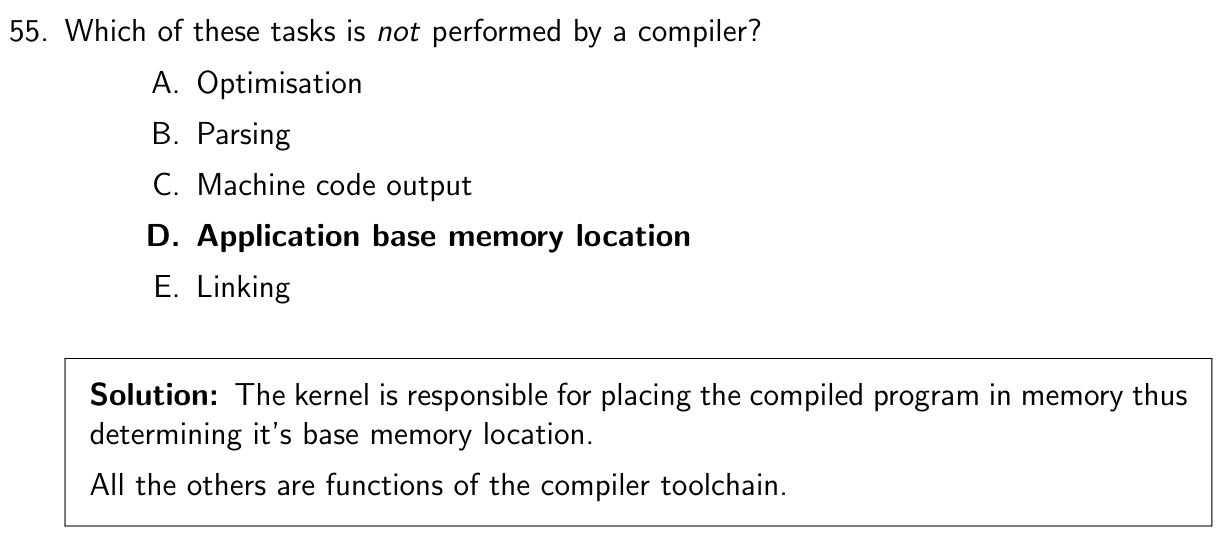 55. Which of these tasks is not performed by a compiler?
A. Optimisation
B. Parsing
C. Machine code output
D. Application base memory location
E. Linking
Solution: The kernel is responsible for placing the compiled program in memory thus
determining it's base memory location.
All the others are functions of the compiler toolchain.